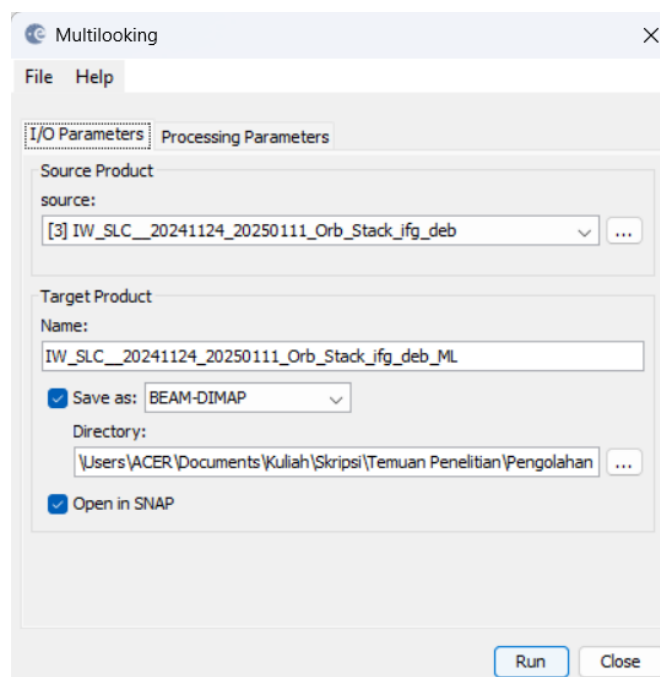 Multilooking
File Help
I/O Parameters Processing Parameters
Source Product
source:
[3] IW_SLC__20241124_20250111_Orb_Stack_ifg_deb
...
Target Product
Name:
IW_SLC__20241124_20250111_Orb_Stack_ifg_deb_ML
Save as: BEAM-DIMAP
Directory:
\Users\ACER\Documents\Kuliah\Skripsi\Temuan Penelitian\Pengolahan
...
Open in SNAP
Run Close